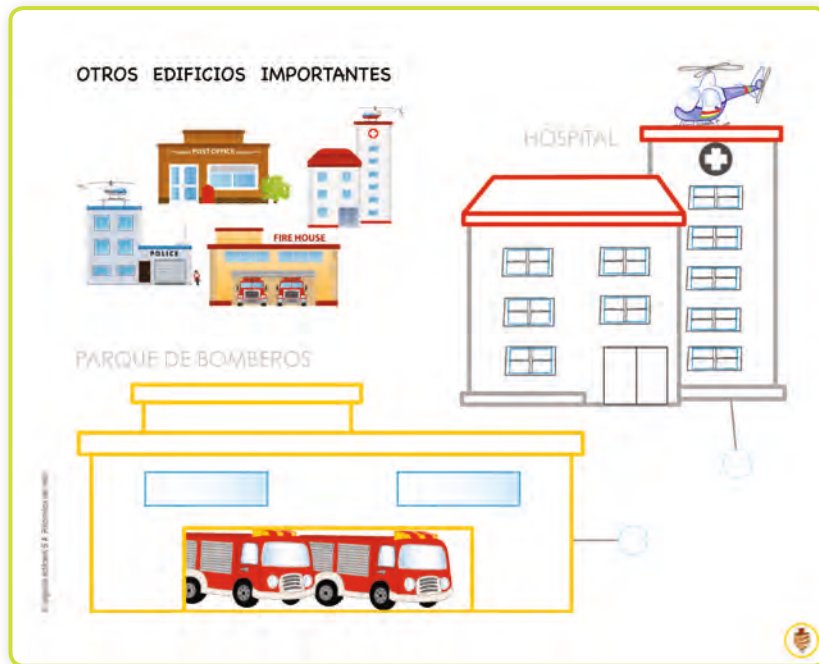 OTROS EDIFICIOS IMPORTANTES
POST OFFICE
HOSPITAL
POLICE
FIRE HOUSE
PARQUE DE BOMBEROS